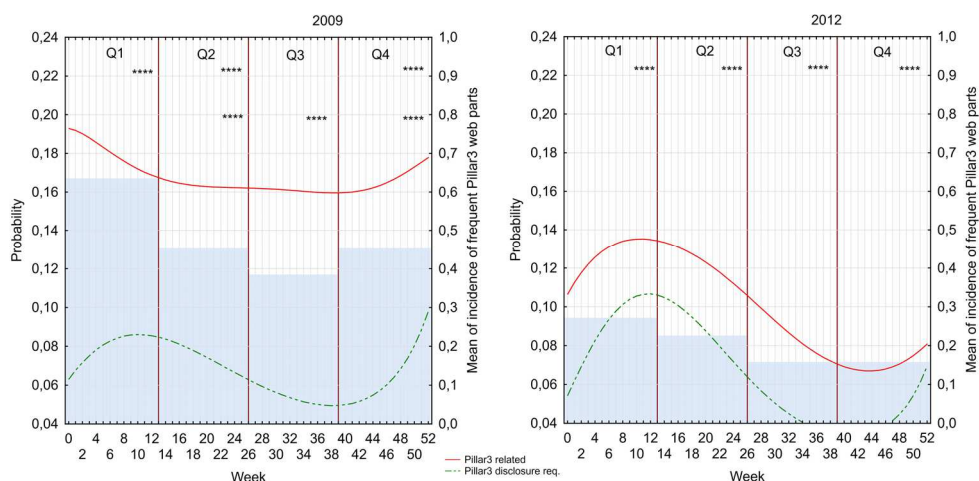 2009
0,24 0,22 0,20 0,18 0,16 0,14 0,12 0,10 0,08 0,06 0,04
Probability
Q1 Q2 Q3 Q4
**** **** ****
**** **** ****
1,0 0,9 0,8 0,7 0,6 0,5 0,4 0,3 0,2 0,1 0,0
Mean of incidence of frequent Pillar3 web parts
0 4 8 12 16 20 24 28 32 36 40 44 48 52
2 6 10 14 18 22 26 30 34 38 42 46 50
Week
2012
0,24 0,22 0,20 0,18 0,16 0,14 0,12 0,10 0,08 0,06 0,04
Probability
Q1 Q2 Q3 Q4
**** **** **** ****
1,0 0,9 0,8 0,7 0,6 0,5 0,4 0,3 0,2 0,1 0,0
Mean of incidence of frequent Pillar3 web parts
0 4 8 12 16 20 24 28 32 36 40 44 48 52
2 6 10 14 18 22 26 30 34 38 42 46 50
Week
Pillar3 related
Pillar3 disclosure req.